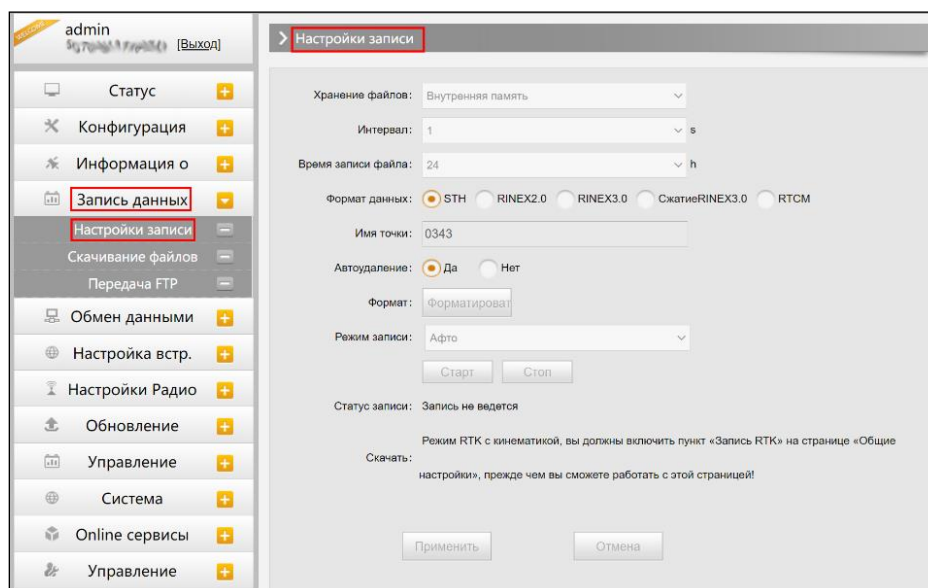 WELCOME
admin
[Выход]
Статус
Конфигурация
Информация о
Запись данных
Настройки записи
Скачивание файлов
Передача FTP
Обмен данными
Настройка встр.
Настройки Радио
Обновление
Управление
Система
Online сервисы
Управление
Настройки записи
Хранение файлов: Внутренняя память
Интервал: 1 s
Время записи файла: 24 h
Формат данных: STH RINEX2.0 RINEX3.0 СжатиеRINEX3.0 RTCM
Имя точки: 0343
Автоудаление: Да Нет
Формат: Форматироват
Режим записи: Афто
Старт Стоп
Статус записи: Запись не ведется
Скачать: Режим RTK с кинематикой, вы должны включить пункт «Запись RTK» на странице «Общие
настройки», прежде чем вы сможете работать с этой страницей!
Применить Отмена